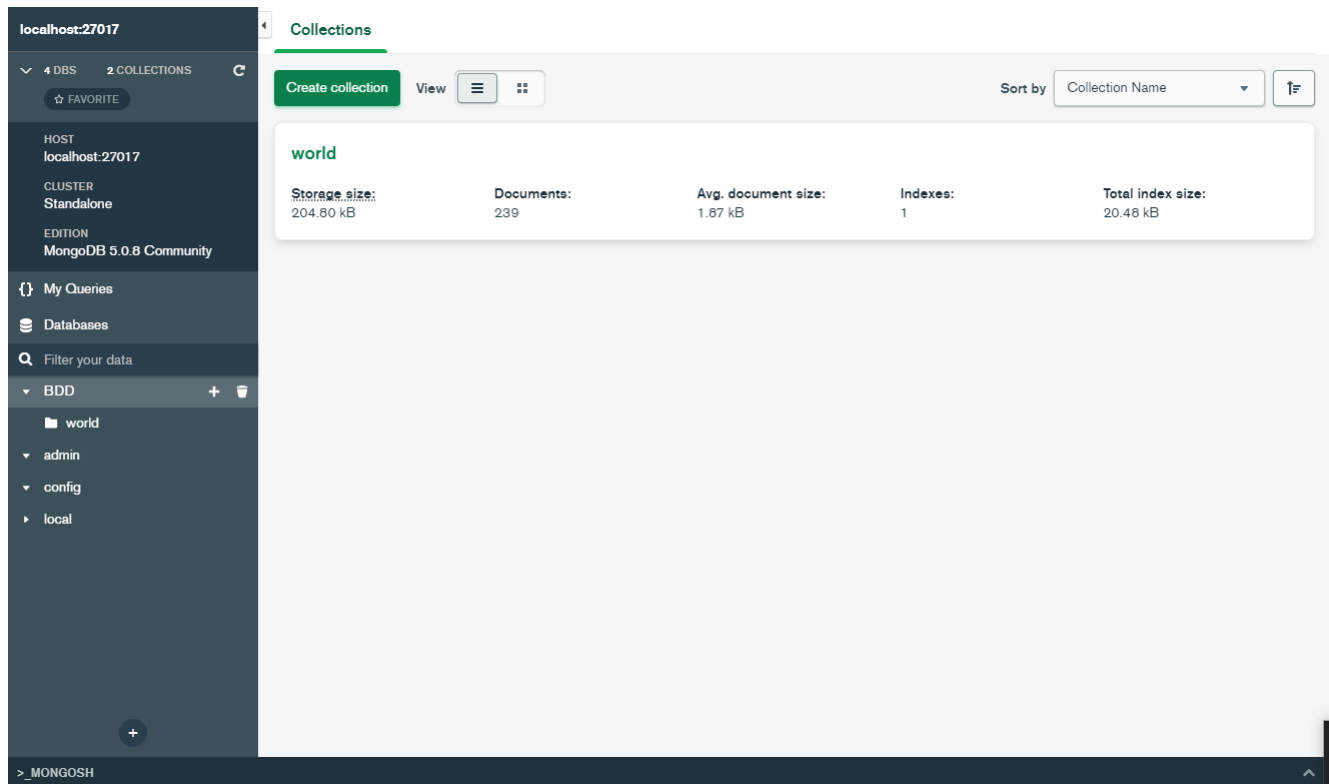 localhost:27017
4 DBS 2 COLLECTIONS
FAVORITE
HOST
localhost:27017
CLUSTER
Standalone
EDITION
MongoDB 5.0.8 Community
{} My Queries
Databases
Filter your data
BDD
world
admin
config
local
>_MONGOSH
Collections
Create collection View Sort by Collection Name
world
Storage size: Documents: Avg. document size: Indexes: Total index size:
204.80 kB 239 1.87 kB 1 20.48 kB